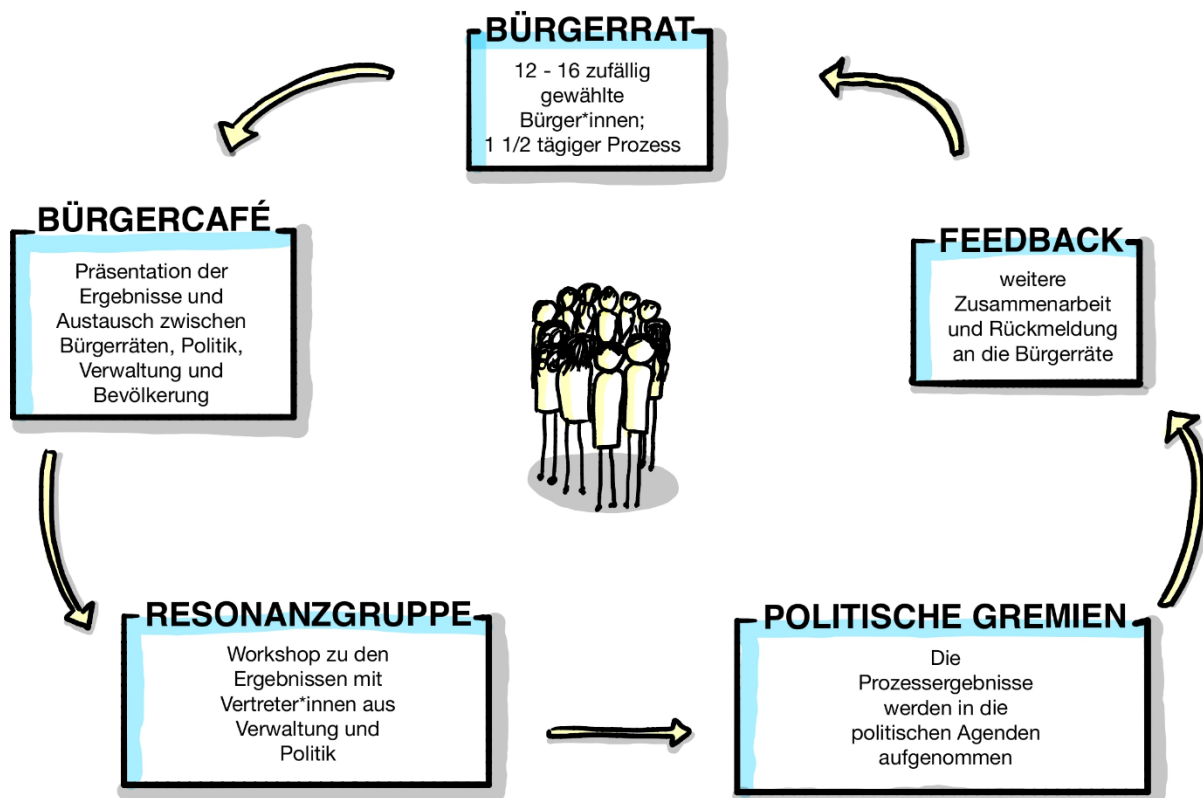 BÜRGERRAT
12 - 16 zufällig
gewählte
Bürger*innen;
1 1/2 tägiger Prozess
BÜRGERCAFÉ
Präsentation der
Ergebnisse und
Austausch zwischen
Bürgerräten, Politik,
Verwaltung und
Bevölkerung
RESONANZGRUPPE
Workshop zu den
Ergebnissen mit
Vertreter*innen aus
Verwaltung und
Politik
POLITISCHE GREMIEN
Die
Prozessergebnisse
werden in die
politischen Agenden
aufgenommen
FEEDBACK
weitere
Zusammenarbeit
und Rückmeldung
an die Bürgerräte